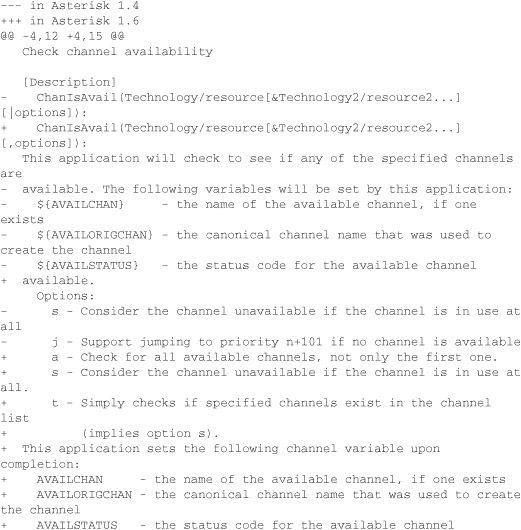 --- in Asterisk 1.4
+++ in Asterisk 1.6
@@ -4,12 +4,15 @@
   Check channel availability

   [Description]
-    ChanIsAvail(Technology/resource[&Technology2/resource2...]
[|options]):
+    ChanIsAvail(Technology/resource[&Technology2/resource2...]
[,options]):
   This application will check to see if any of the specified channels
are
-  available. The following variables will be set by this application:
-    ${AVAILCHAN}     - the name of the available channel, if one
exists
-    ${AVAILORIGCHAN} - the canonical channel name that was used to
create the channel
-    ${AVAILSTATUS}   - the status code for the available channel
+  available.
     Options:
-      s - Consider the channel unavailable if the channel is in use at
all
-      j - Support jumping to priority n+101 if no channel is available
+      a - Check for all available channels, not only the first one.
+      s - Consider the channel unavailable if the channel is in use at
all.
+      t - Simply checks if specified channels exist in the channel
list
+          (implies option s).
+  This application sets the following channel variable upon
completion:
+    AVAILCHAN     - the name of the available channel, if one exists
+    AVAILORIGCHAN - the canonical channel name that was used to create
the channel
+    AVAILSTATUS   - the status code for the available channel